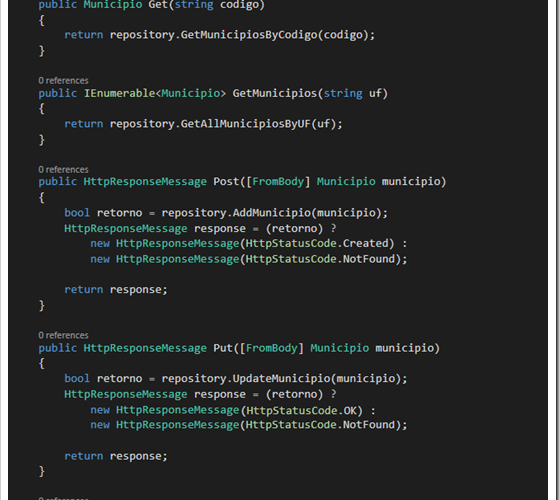 public Municipio Get(string codigo)
{
return repository.GetMunicipiosByCodigo(codigo);
}
0 references
public IEnumerable<Municipio> GetMunicipios(string uf)
{
return repository.GetAllMunicipiosByUF(uf);
}
0 references
public HttpResponseMessage Post([FromBody] Municipio municipio)
{
bool retorno = repository.AddMunicipio(municipio);
HttpResponseMessage response = (retorno) ?
new HttpResponseMessage(HttpStatusCode.Created) :
new HttpResponseMessage(HttpStatusCode.NotFound);
return response;
}
0 references
public HttpResponseMessage Put([FromBody] Municipio municipio)
{
bool retorno = repository.UpdateMunicipio(municipio);
HttpResponseMessage response = (retorno) ?
new HttpResponseMessage(HttpStatusCode.OK) :
new HttpResponseMessage(HttpStatusCode.NotFound);
return response;
}